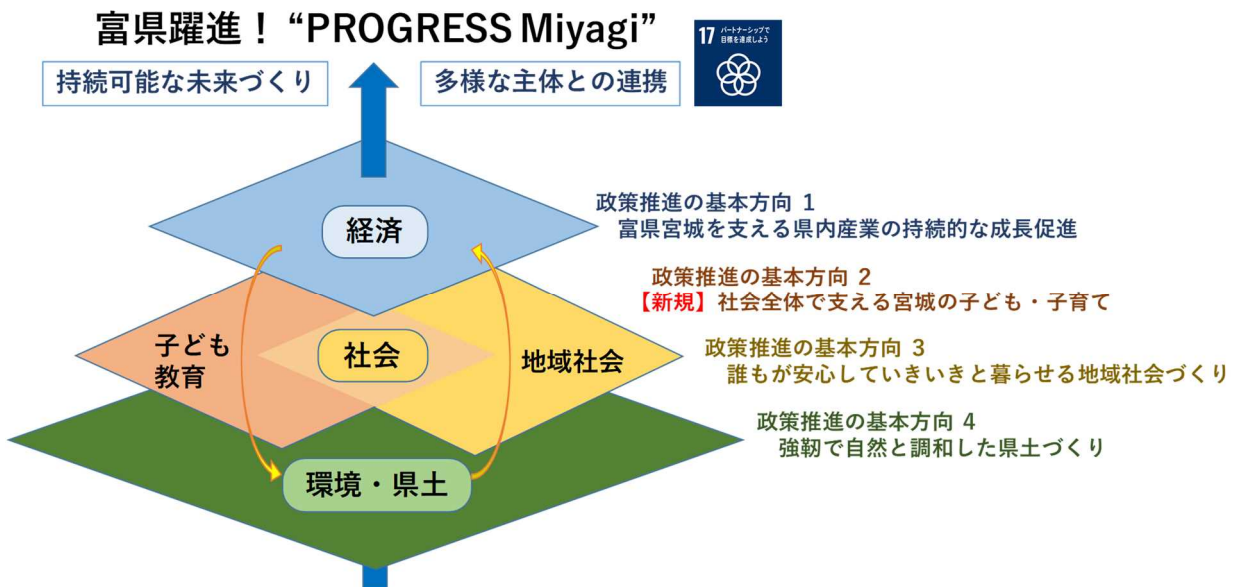 富県躍進！“PROGRESS Miyagi”
持続可能な未来づくり
多様な主体との連携
17 パートナーシップで
目標を達成しよう
経済
政策推進の基本方向 1
富県宮城を支える県内産業の持続的な成長促進
政策推進の基本方向 2
【新規】社会全体で支える宮城の子ども・子育て
子ども
教育
社会
地域社会
政策推進の基本方向 3
誰もが安心していきいきと暮らせる地域社会づくり
政策推進の基本方向 4
強靭で自然と調和した県土づくり
環境・県土